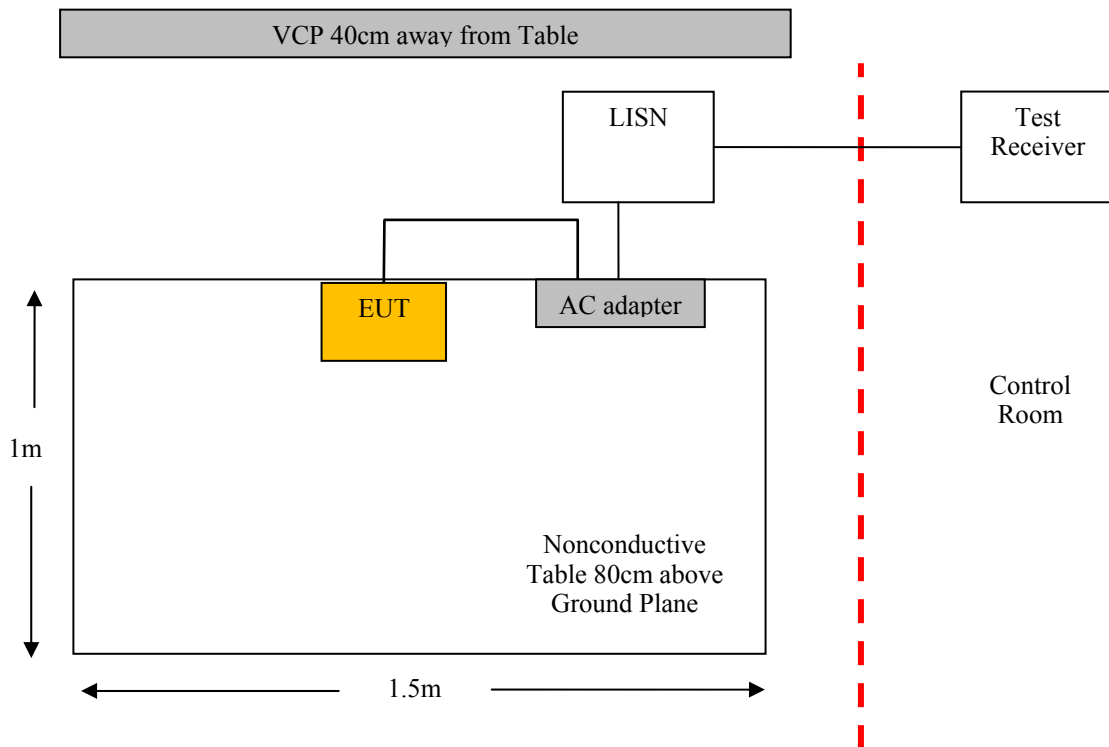 VCP 40cm away from Table
LISN
Test
Receiver
EUT
AC adapter
Control
Room
1m
Nonconductive
Table 80cm above
Ground Plane
1.5m